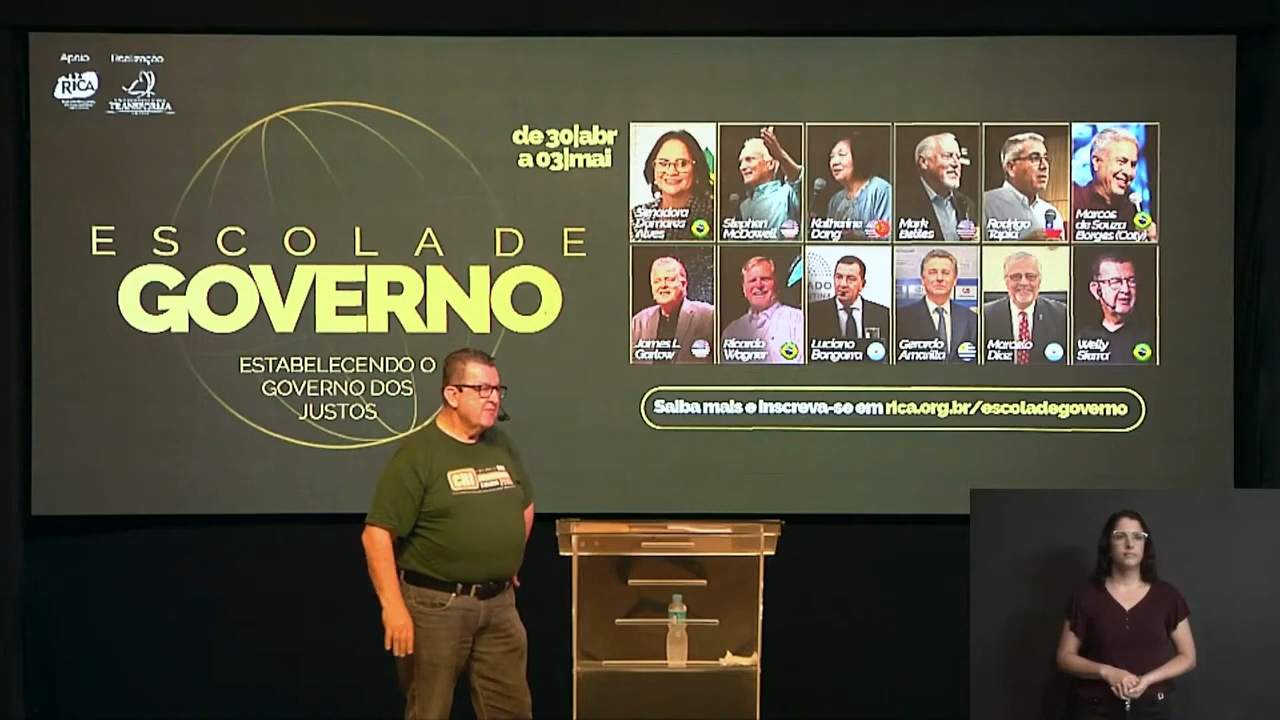 Apoio
Realização
RICA
TRANSFORMA
de 30|abr
a 03|mai
ESCOLA DE
GOVERNO
ESTABELECENDO O
GOVERNO DOS
JUSTOS
Senadora
Damares
Alves
Stephen
McDowell
Katherine
Dang
Mark
Beliles
Rodrigo
Tapia
Marcos
de Souza
Borges (Coty)
James L.
Garlow
Ricardo
Wagner
Luciano
Bongarra
Gerardo
Amarilla
Marcelo
Diaz
Welly
Sierra
Saiba mais e inscreva-se em rica.org.br/escoladegoverno